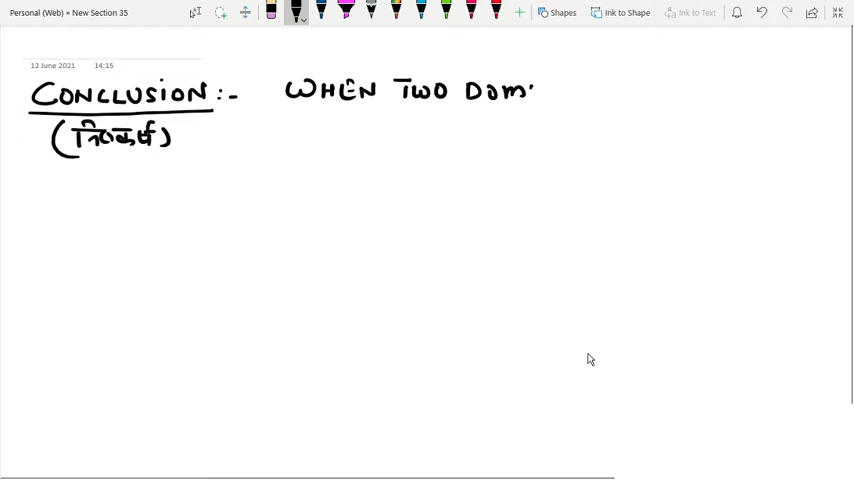 Personal (Web) » New Section 35
Shapes
Ink to Shape
Ink to Text
12 June 2021 14:15
CONCLUSION :- WHEN TWO DOM
(निष्कर्ष)